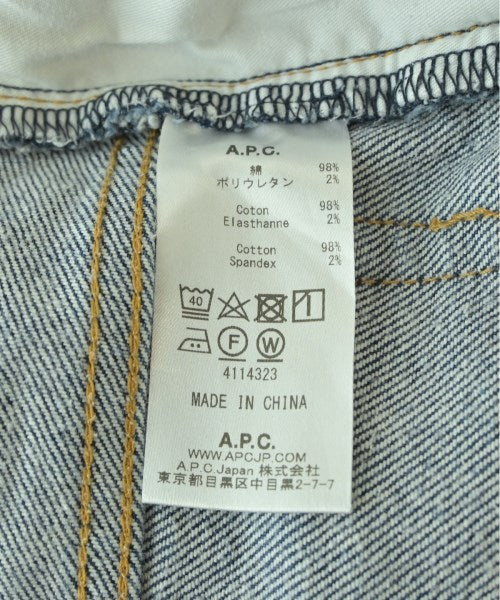 A.P.C.
綿 98%
ポリウレタン 2%
Coton 98%
Elasthanne 2%
Cotton 98%
Spandex 2%
40
F W
4114323
MADE IN CHINA
A.P.C.
WWW.APCJP.COM
A.P.C.Japan 株式会社
東京都目黒区中目黒2-7-7